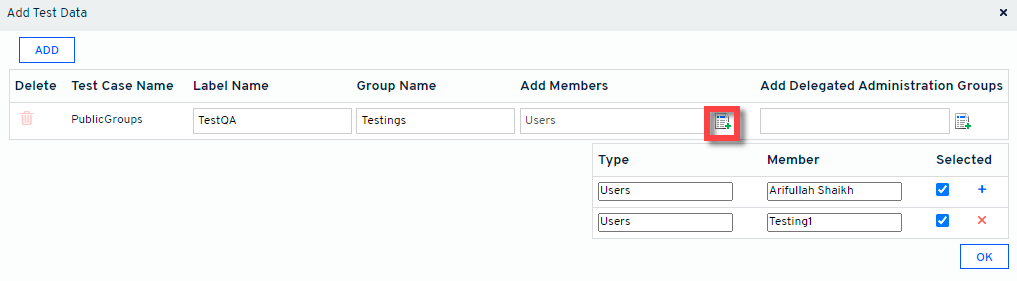 Add Test Data
ADD
Delete Test Case Name Label Name Group Name Add Members Add Delegated Administration Groups
PublicGroups TestQA Testings Users
Type Member Selected
Users Arifullah Shaikh
Users Testing1
OK